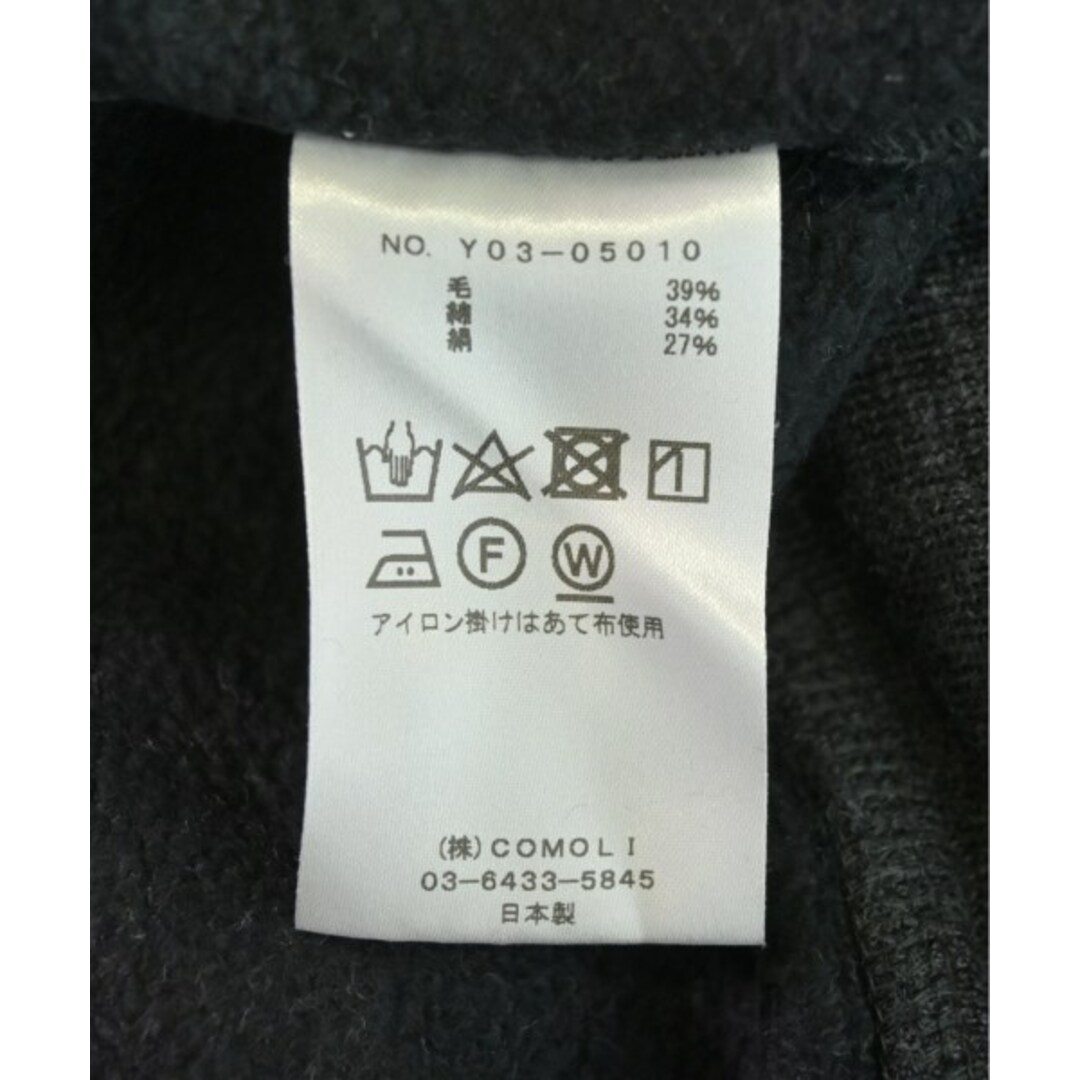 NO. Y03-05010
毛 39%
綿 34%
絹 27%
F W
アイロン掛けはあて布使用
(株)COMOLI
03-6433-5845
日本製